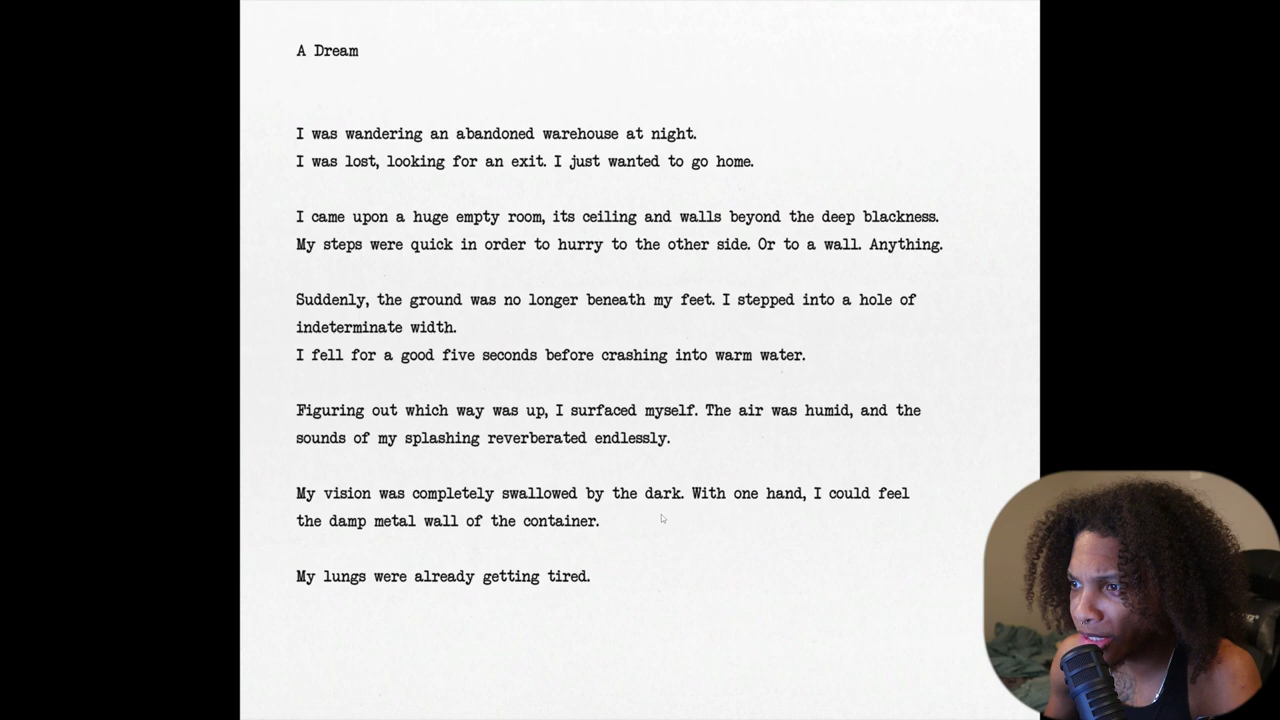 A Dream
I was wandering an abandoned warehouse at night.
I was lost, looking for an exit. I just wanted to go home.
I came upon a huge empty room, its ceiling and walls beyond the deep blackness.
My steps were quick in order to hurry to the other side. Or to a wall. Anything.
Suddenly, the ground was no longer beneath my feet. I stepped into a hole of
indeterminate width.
I fell for a good five seconds before crashing into warm water.
Figuring out which way was up, I surfaced myself. The air was humid, and the
sounds of my splashing reverberated endlessly.
My vision was completely swallowed by the dark. With one hand, I could feel
the damp metal wall of the container.
My lungs were already getting tired.